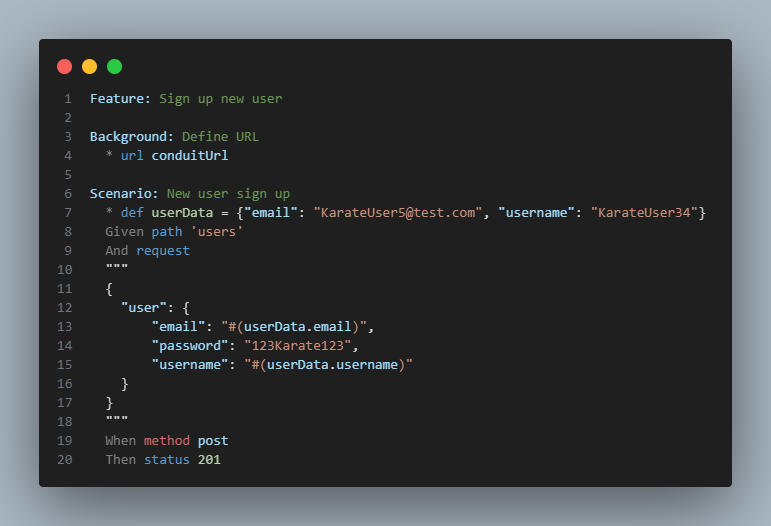 1 Feature: Sign up new user
2
3 Background: Define URL
4   * url conduitUrl
5
6 Scenario: New user sign up
7   * def userData = {"email": "KarateUser5@test.com", "username": "KarateUser34"}
8   Given path 'users'
9   And request
10   """
11   {
12     "user": {
13         "email": "#(userData.email)",
14         "password": "123Karate123",
15         "username": "#(userData.username)"
16     }
17   }
18   """
19   When method post
20   Then status 201